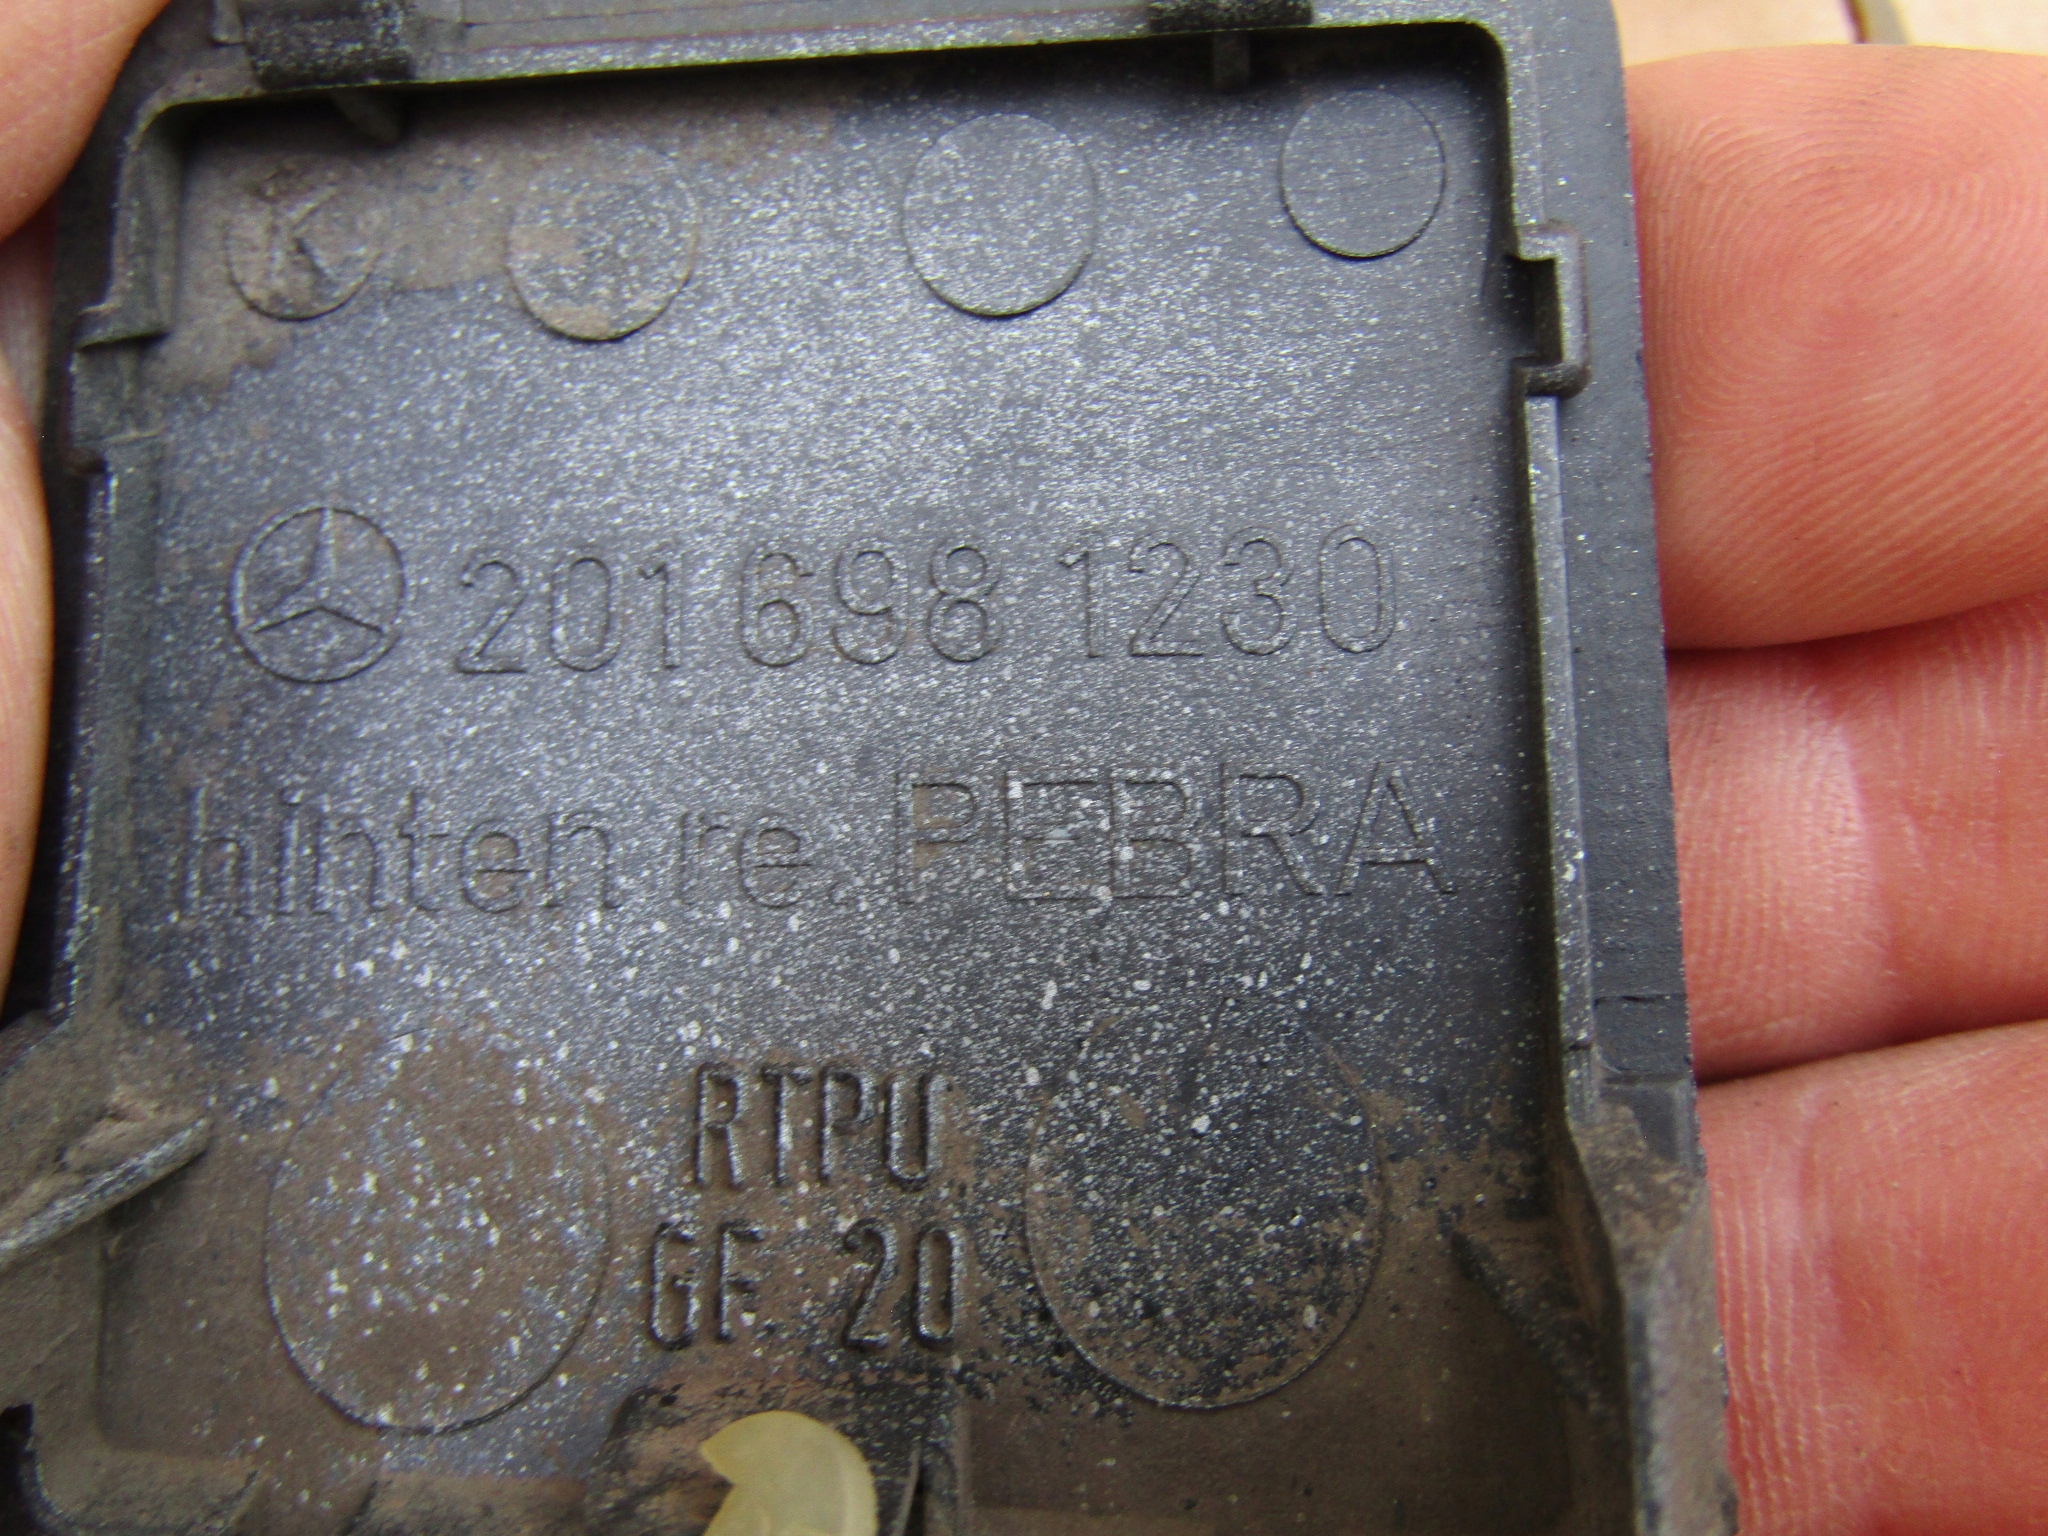 K
201 698 1230
hinten re. PEBRA
RTPU
GF 20